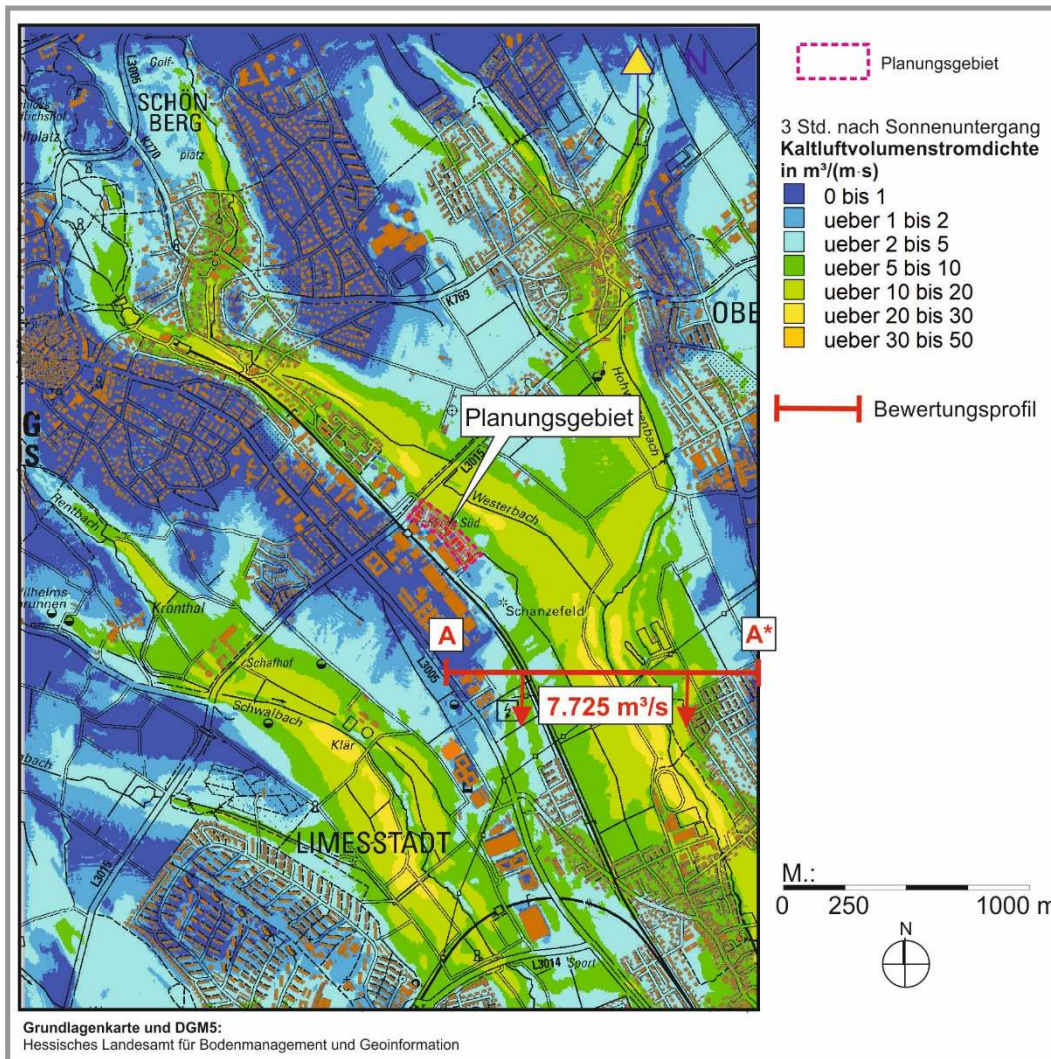 Golf-
SCHÖN
BERG
platz
L3005
K770
K769
OBE
Planungsgebiet
L3015
Westerbach
Süd
G
S
Rentbach
Kronthal
Schafhof
Schwalbach
Klär
LIMESSTADT
Schanzefeld
L3005
A
A*
7.725 m³/s
L3015
L3014
Sport
N
Planungsgebiet
3 Std. nach Sonnenuntergang
Kaltluftvolumenstromdichte
in m³/(m·s)
0 bis 1
ueber 1 bis 2
ueber 2 bis 5
ueber 5 bis 10
ueber 10 bis 20
ueber 20 bis 30
ueber 30 bis 50
Bewertungsprofil
M.:
0 250 1000 m
N
Grundlagenkarte und DGM5:
Hessisches Landesamt für Bodenmanagement und Geoinformation